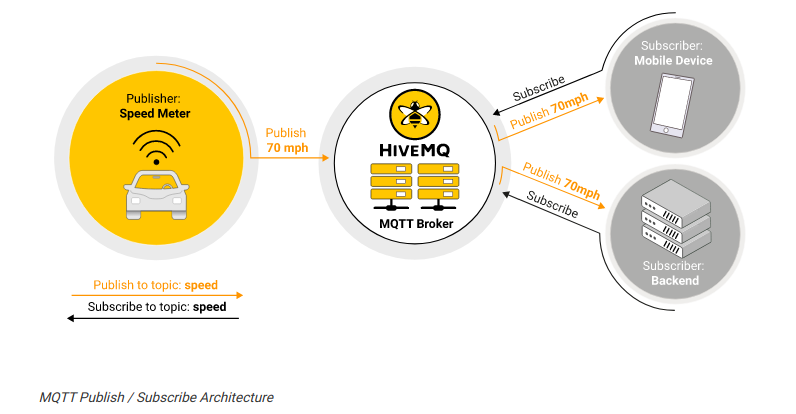 Publisher:
Speed Meter
Publish
70 mph
HIVEMQ
MQTT Broker
Subscribe
Publish 70mph
Subscriber:
Mobile Device
Publish 70mph
Subscribe
Subscriber:
Backend
Publish to topic: speed
Subscribe to topic: speed
MQTT Publish / Subscribe Architecture